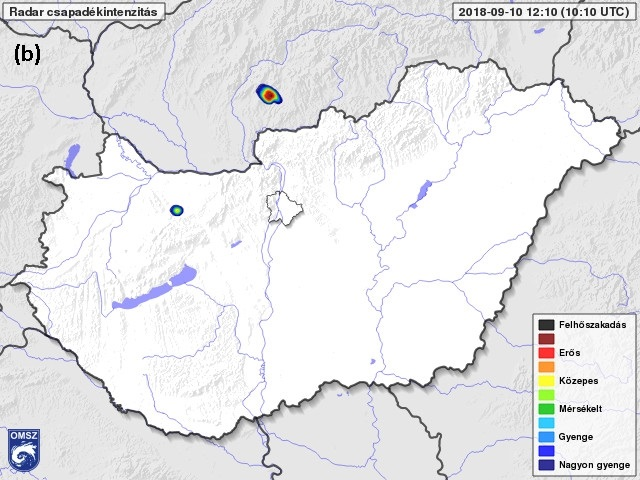 Radar csapadékintenzitás
2018-09-10 12:10 (10:10 UTC)
(b)
Felhőszakadás
Erős
Közepes
Mérsékelt
Gyenge
Nagyon gyenge
OMSZ